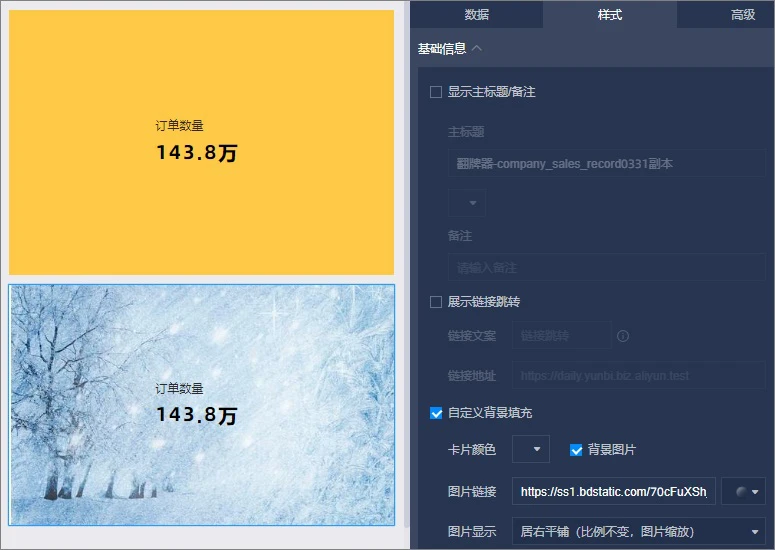 订单数量
143.8万
订单数量
143.8万
数据 样式 高级
基础信息
显示主标题/备注
主标题
翻牌器-company_sales_record0331副本
备注
请输入备注
展示链接跳转
链接文案 链接跳转
链接地址 https://daily.yunbi.biz.aliyun.test
自定义背景填充
卡片颜色 背景图片
图片链接 https://ss1.bdstatic.com/70cFuXSh_
图片显示 居右平铺（比例不变，图片缩放）